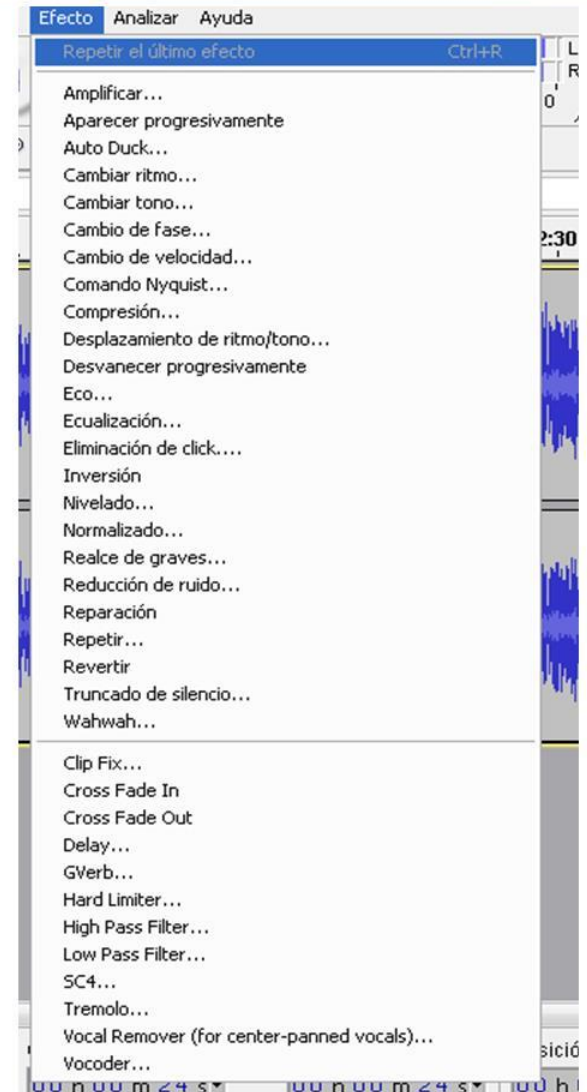 Efecto Analizar Ayuda
Repetir el último efecto Ctrl+R
L
R
0
Amplificar...
Aparecer progresivamente
Auto Duck...
Cambiar ritmo...
Cambiar tono...
Cambio de fase...
2:30
Cambio de velocidad...
Comando Nyquist...
Compresión...
Desplazamiento de ritmo/tono...
Desvanecer progresivamente
Eco...
Ecualización...
Eliminación de click....
Inversión
Nivelado...
Normalizado...
Realce de graves...
Reducción de ruido...
Reparación
Repetir...
Revertir
Truncado de silencio...
Wahwah...
Clip Fix...
Cross Fade In
Cross Fade Out
Delay...
GVerb...
Hard Limiter...
High Pass Filter...
Low Pass Filter...
SC4...
Tremolo...
Vocal Remover (for center-panned vocals)...
Vocoder...